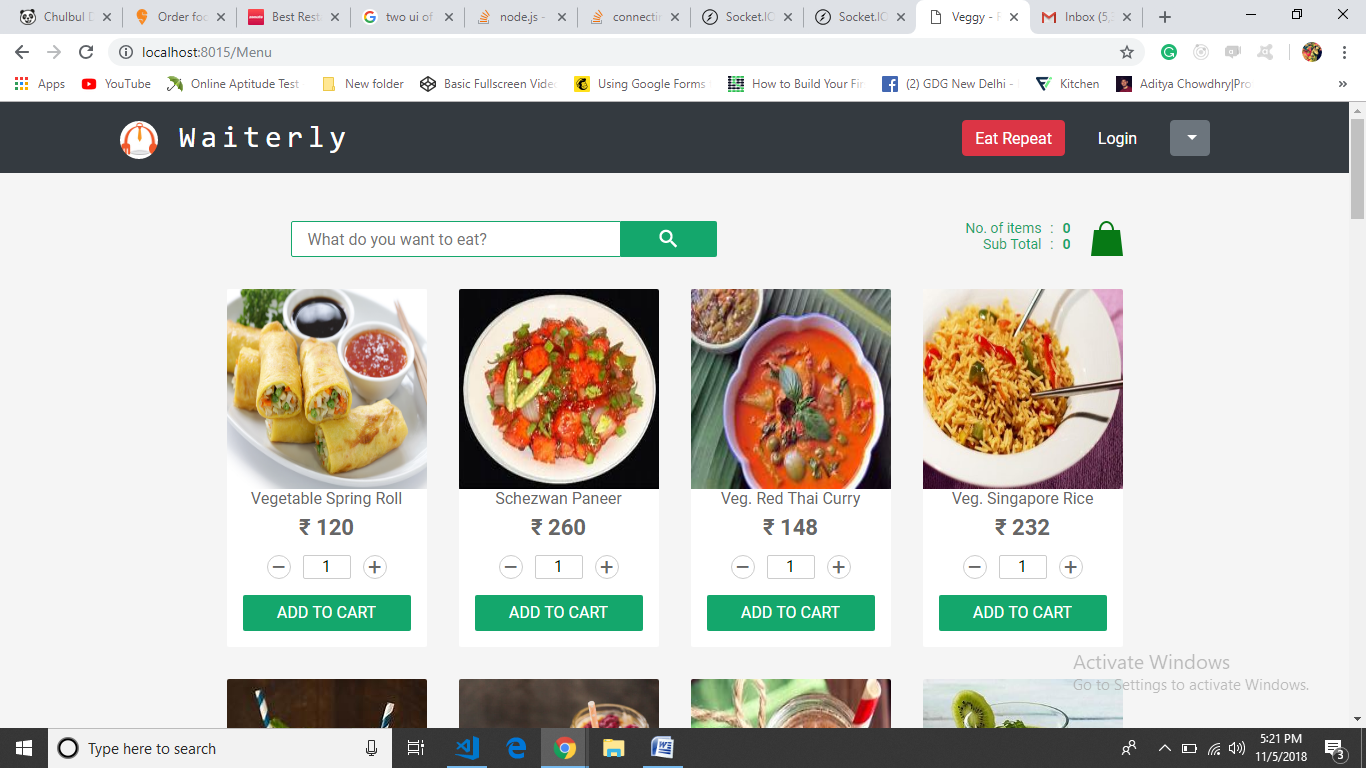 Chulbul D
Order foo
Best Rest
two ui of
node.js -
connectin
Socket.IO
Socket.IO
Veggy -
Inbox (5,
localhost:8015/Menu
Apps
YouTube
Online Aptitude Test
New folder
Basic Fullscreen Video
Using Google Forms
How to Build Your Fir
(2) GDG New Delhi -
Kitchen
Aditya Chowdhry|Pro
»
Waiterly
Eat Repeat
Login
What do you want to eat?
No. of items : 0
Sub Total : 0
Vegetable Spring Roll
₹ 120
1
ADD TO CART
Schezwan Paneer
₹ 260
1
ADD TO CART
Veg. Red Thai Curry
₹ 148
1
ADD TO CART
Veg. Singapore Rice
₹ 232
1
ADD TO CART
Activate Windows
Go to Settings to activate Windows.
Type here to search
5:21 PM
11/5/2018
3